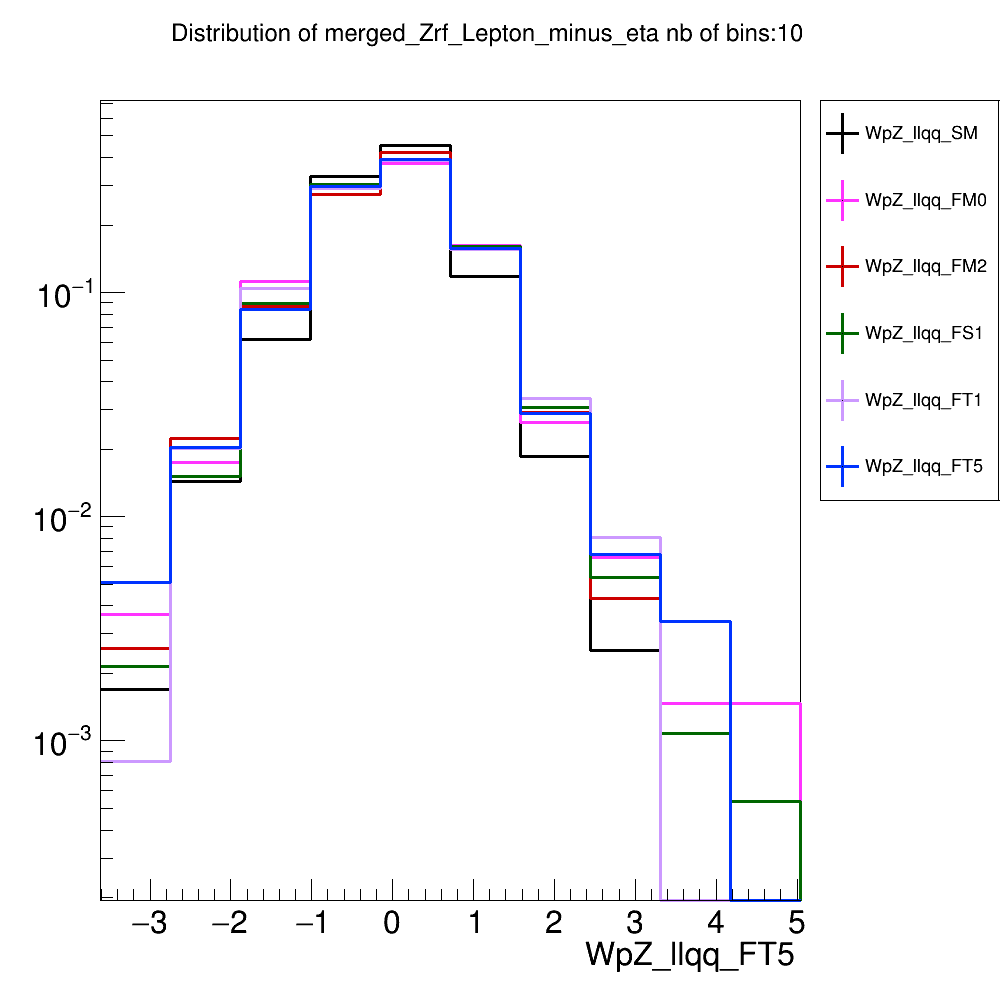 Distribution of merged_Zrf_Lepton_minus_eta nb of bins:10
WpZ_llqq_SM
WpZ_llqq_FM0
WpZ_llqq_FM2
WpZ_llqq_FS1
WpZ_llqq_FT1
WpZ_llqq_FT5
10⁻¹
10⁻²
10⁻³
−3 −2 −1 0 1 2 3 4 5
WpZ_llqq_FT5